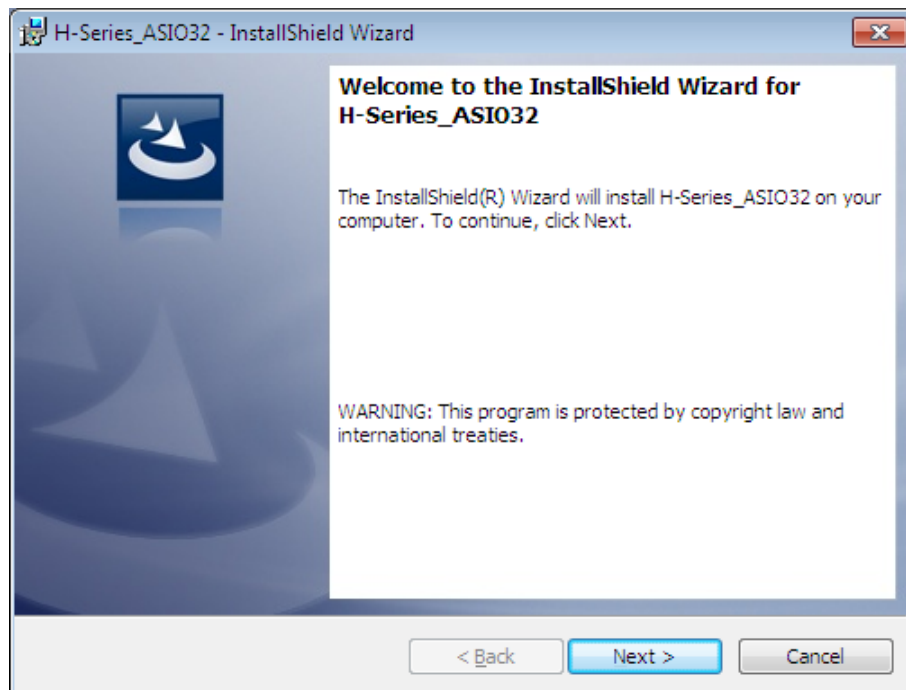 H-Series_ASIO32 - InstallShield Wizard
Welcome to the InstallShield Wizard for
H-Series_ASIO32
The InstallShield(R) Wizard will install H-Series_ASIO32 on your
computer. To continue, click Next.
WARNING: This program is protected by copyright law and
international treaties.
< Back
Next >
Cancel